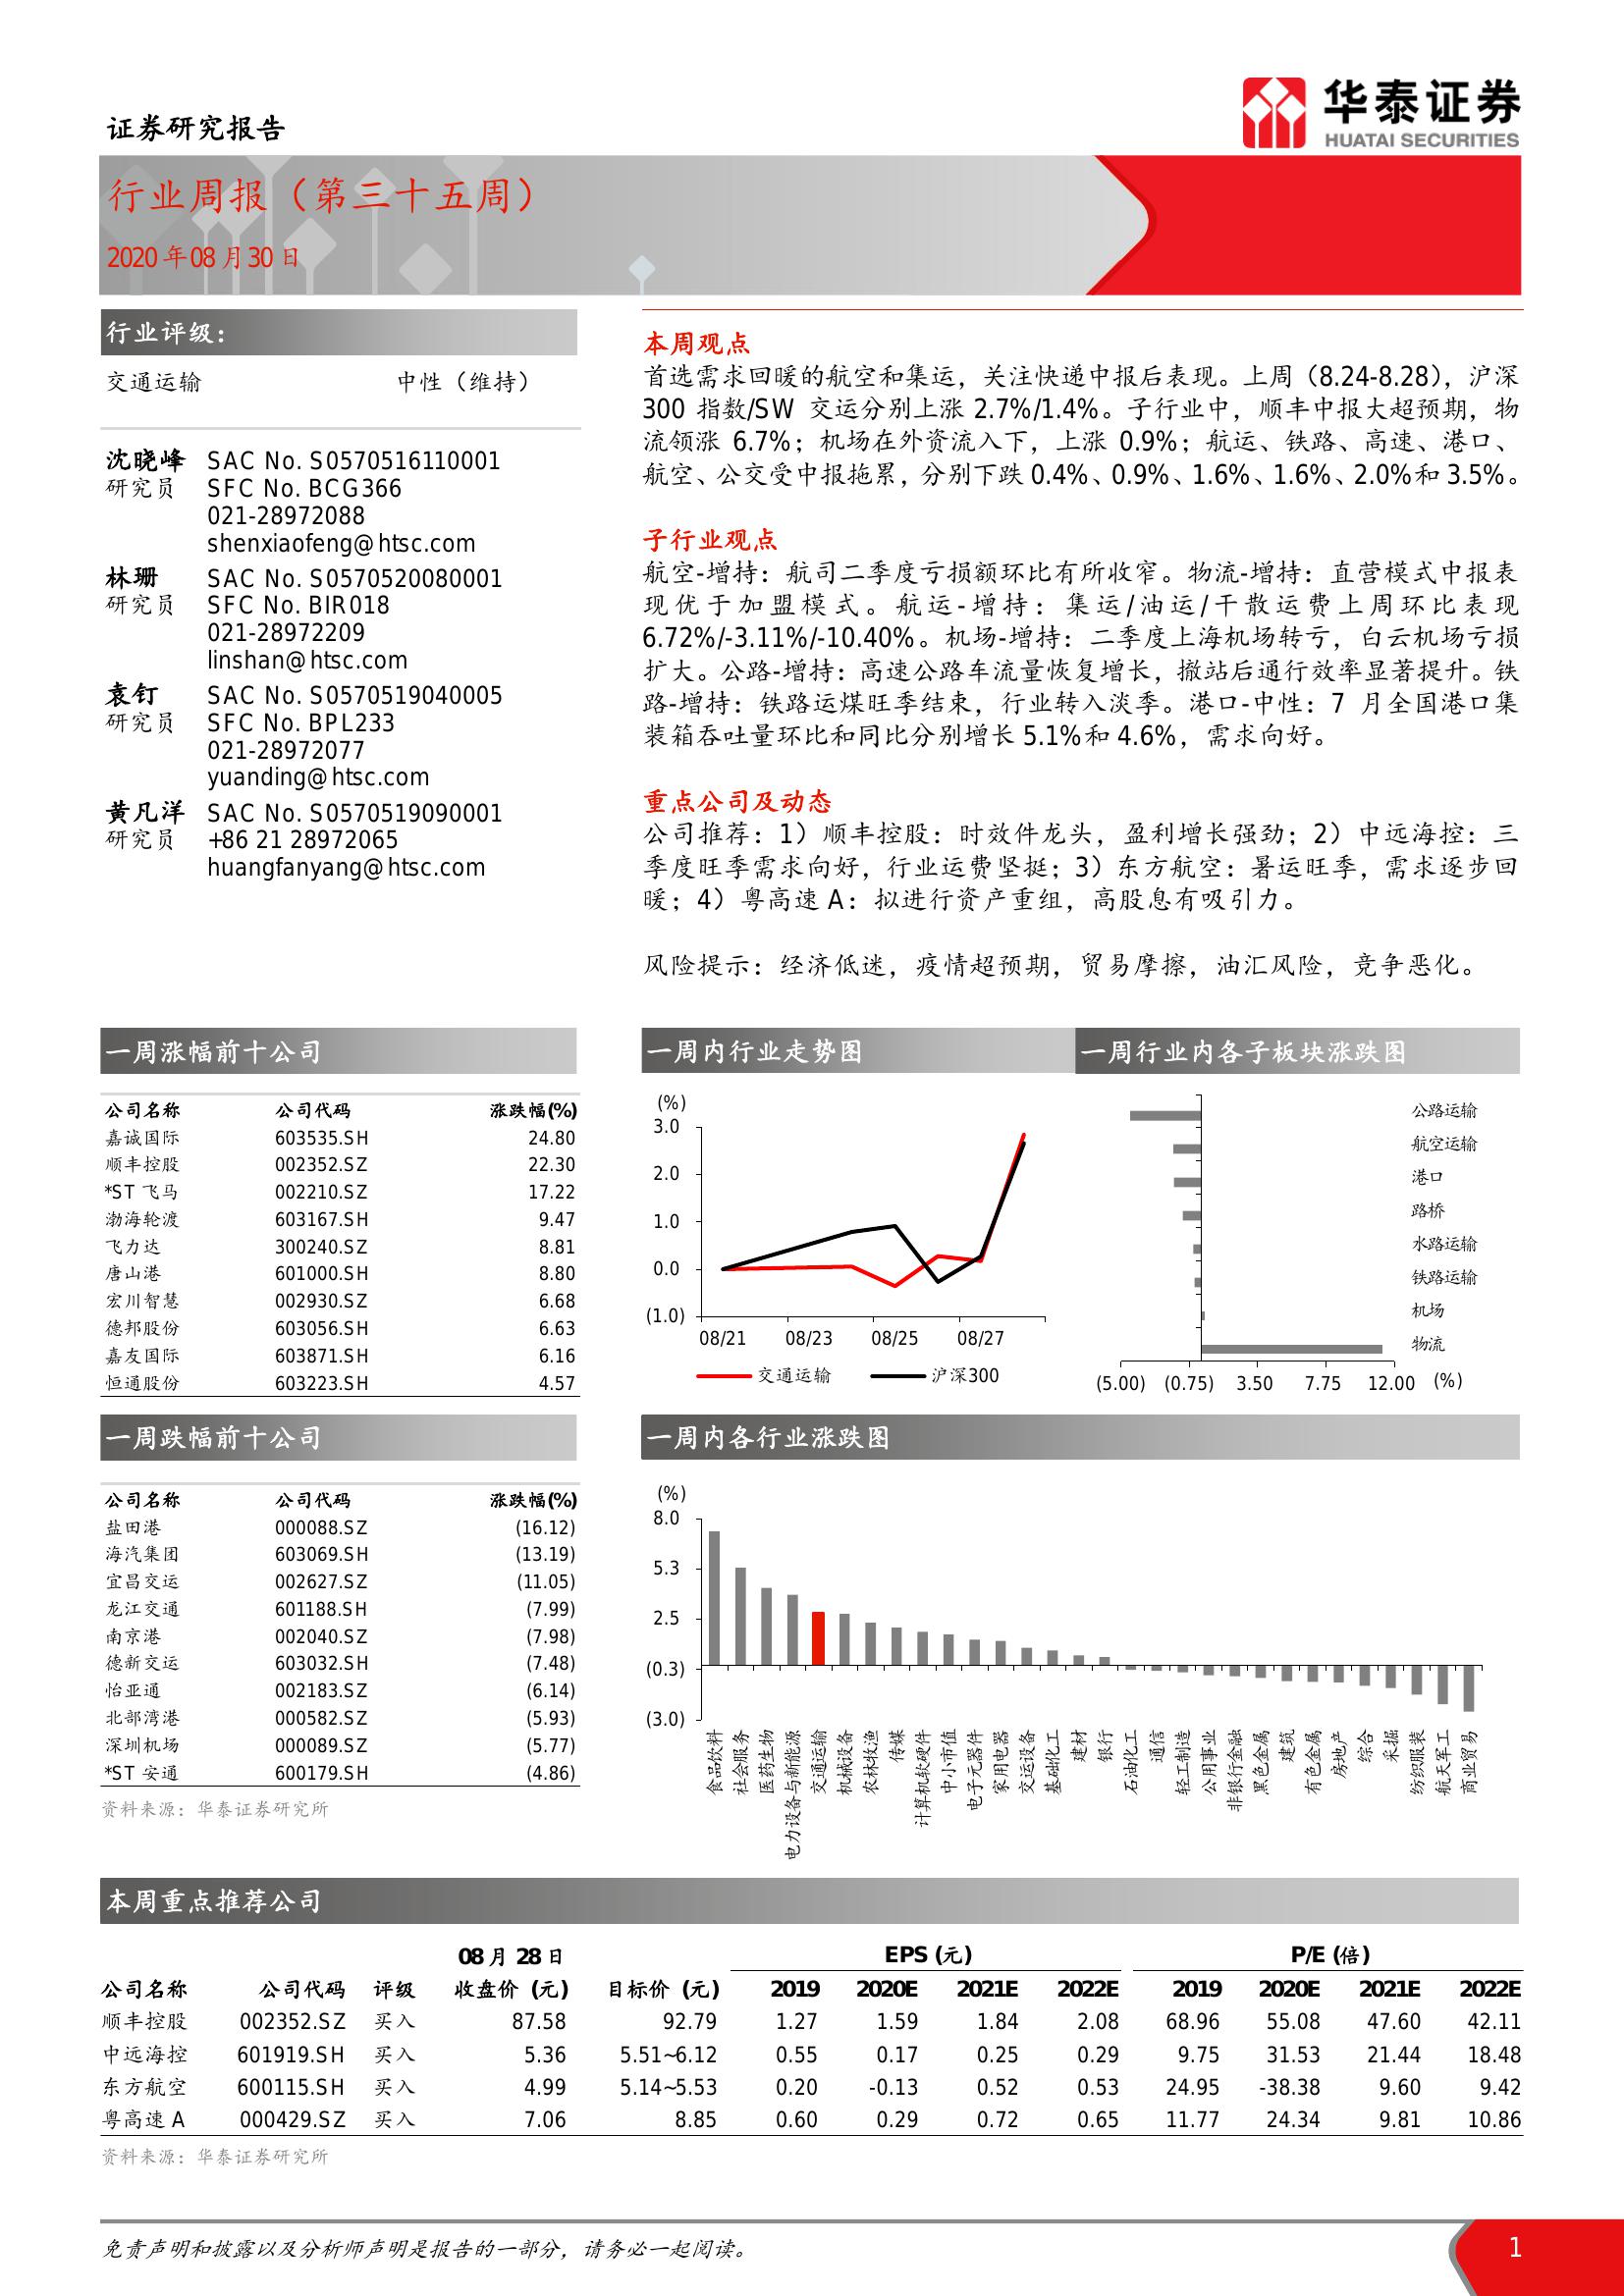 证券研究报告
华泰证券
HUATAI SECURITIES
行业周报（第三十五周）
2020 年 08 月 30 日
行业评级：
交通运输 中性（维持）
沈晓峰 SAC No. S0570516110001
研究员 SFC No. BCG366
021-28972088
shenxiaofeng@htsc.com
林珊 SAC No. S0570520080001
研究员 SFC No. BIR018
021-28972209
linshan@htsc.com
袁钉 SAC No. S0570519040005
研究员 SFC No. BPL233
021-28972077
yuanding@htsc.com
黄凡洋 SAC No. S0570519090001
研究员 +86 21 28972065
huangfanyang@htsc.com
本周观点
首选需求回暖的航空和集运，关注快递中报后表现。上周（8.24-8.28），沪深
300 指数/SW 交运分别上涨 2.7%/1.4%。子行业中，顺丰中报大超预期，物
流领涨 6.7%；机场在外资流入下，上涨 0.9%；航运、铁路、高速、港口、
航空、公交受中报拖累，分别下跌 0.4%、0.9%、1.6%、1.6%、2.0%和 3.5%。
子行业观点
航空-增持：航司二季度亏损额环比有所收窄。物流-增持：直营模式中报表
现优于加盟模式。航运-增持：集运/油运/干散运费上周环比表现
6.72%/-3.11%/-10.40%。机场-增持：二季度上海机场转亏，白云机场亏损
扩大。公路-增持：高速公路车流量恢复增长，撤站后通行效率显著提升。铁
路-增持：铁路运煤旺季结束，行业转入淡季。港口-中性：7 月全国港口集
装箱吞吐量环比和同比分别增长 5.1%和 4.6%，需求向好。
重点公司及动态
公司推荐：1）顺丰控股：时效件龙头，盈利增长强劲；2）中远海控：三
季度旺季需求向好，行业运费坚挺；3）东方航空：暑运旺季，需求逐步回
暖；4）粤高速 A：拟进行资产重组，高股息有吸引力。
风险提示：经济低迷，疫情超预期，贸易摩擦，油汇风险，竞争恶化。
一周涨幅前十公司
公司名称 公司代码 涨跌幅(%)
嘉诚国际 603535.SH 24.80
顺丰控股 002352.SZ 22.30
*ST 飞马 002210.SZ 17.22
渤海轮渡 603167.SH 9.47
飞力达 300240.SZ 8.81
唐山港 601000.SH 8.80
宏川智慧 002930.SZ 6.68
德邦股份 603056.SH 6.63
嘉友国际 603871.SH 6.16
恒通股份 603223.SH 4.57
一周内行业走势图
(%)
3.0
2.0
1.0
0.0
(1.0)
08/21 08/23 08/25 08/27
交通运输 沪深300
一周行业内各子板块涨跌图
公路运输
航空运输
港口
路桥
水路运输
铁路运输
机场
物流
(5.00) (0.75) 3.50 7.75 12.00 (%)
一周跌幅前十公司
公司名称 公司代码 涨跌幅(%)
盐田港 000088.SZ (16.12)
海汽集团 603069.SH (13.19)
宜昌交运 002627.SZ (11.05)
龙江交通 601188.SH (7.99)
南京港 002040.SZ (7.98)
德新交运 603032.SH (7.48)
怡亚通 002183.SZ (6.14)
北部湾港 000582.SZ (5.93)
深圳机场 000089.SZ (5.77)
*ST 安通 600179.SH (4.86)
资料来源：华泰证券研究所
一周内各行业涨跌图
(%)
8.0
5.3
2.5
(0.3)
(3.0)
食品饮料
社会服务
医药生物
电力设备与新能源
交通运输
机械设备
农林牧渔
传媒
计算机软硬件
中小市值
电子元器件
家用电器
交运设备
基础化工
建材
银行
石油化工
通信
轻工制造
公用事业
非银行金融
黑色金属
建筑
有色金属
房地产
综合
采掘
纺织服装
航天军工
商业贸易
本周重点推荐公司
08 月 28 日 EPS (元) P/E (倍)
公司名称 公司代码 评级 收盘价 (元) 目标价 (元) 2019 2020E 2021E 2022E 2019 2020E 2021E 2022E
顺丰控股 002352.SZ 买入 87.58 92.79 1.27 1.59 1.84 2.08 68.96 55.08 47.60 42.11
中远海控 601919.SH 买入 5.36 5.51~6.12 0.55 0.17 0.25 0.29 9.75 31.53 21.44 18.48
东方航空 600115.SH 买入 4.99 5.14~5.53 0.20 -0.13 0.52 0.53 24.95 -38.38 9.60 9.42
粤高速 A 000429.SZ 买入 7.06 8.85 0.60 0.29 0.72 0.65 11.77 24.34 9.81 10.86
资料来源：华泰证券研究所
免责声明和披露以及分析师声明是报告的一部分，请务必一起阅读。
1